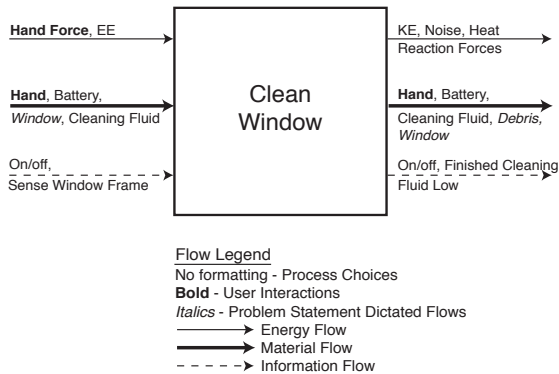 Hand Force, EE
Hand, Battery,
Window, Cleaning Fluid
On/off,
Sense Window Frame
Clean
Window
KE, Noise, Heat
Reaction Forces
Hand, Battery,
Cleaning Fluid, Debris,
Window
On/off, Finished Cleaning
Fluid Low
Flow Legend
No formatting - Process Choices
Bold - User Interactions
Italics - Problem Statement Dictated Flows
Energy Flow
Material Flow
Information Flow